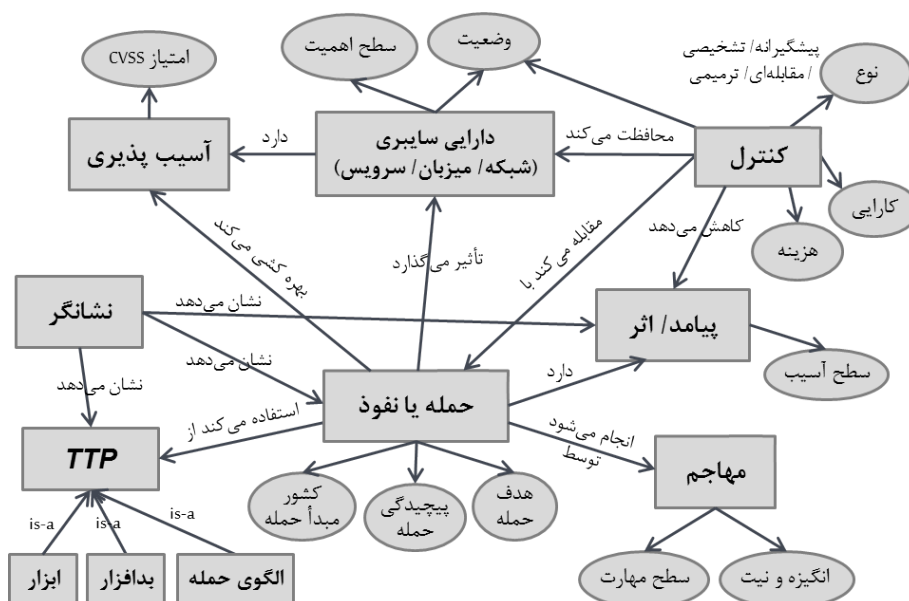 امتیاز CVSS
سطح اهمیت
وضعیت
پیشگیرانه/ تشخیصی
/ مقابله‌ای/ ترمیمی
نوع
آسیب پذیری
دارد
دارایی سایبری
(شبکه/ میزبان/ سرویس)
محافظت می‌کند
کنترل
کارایی
هزینه
کاهش می‌دهد
مقابله می‌کند با
تأثیر می‌گذارد
بهره کشی می‌کند
نشانگر
نشان می‌دهد
پیامد/ اثر
سطح آسیب
نشان می‌دهد
نشان می‌دهد
حمله یا نفوذ
دارد
استفاده می‌کند از
انجام می‌شود
توسط
TTP
مهاجم
کشور
مبدأ حمله
پیچیدگی
حمله
هدف
حمله
is-a
is-a
is-a
ابزار
بدافزار
الگوی حمله
سطح مهارت
انگیزه و نیت